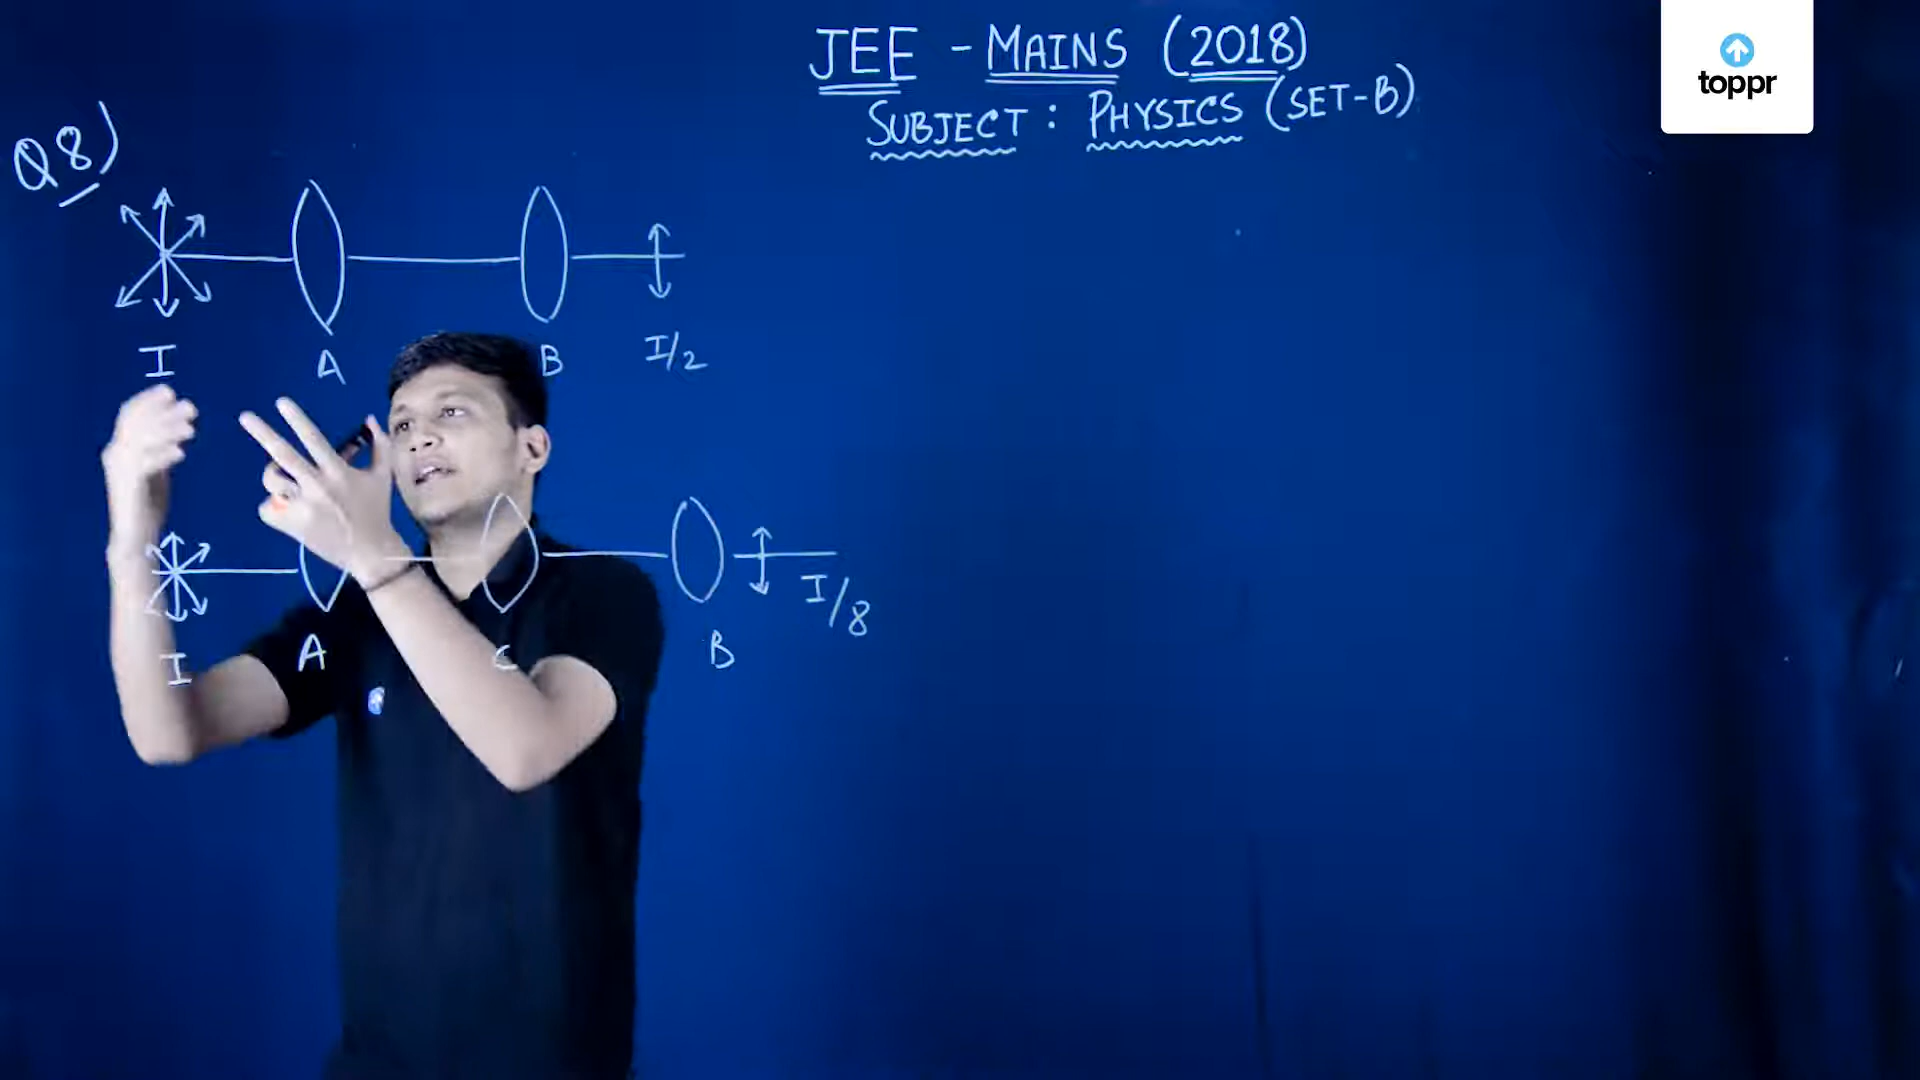 JEE - MAINS (2018)
SUBJECT : PHYSICS (SET-B)
toppr
Q8)
I A B I/2
I/8
I A C B